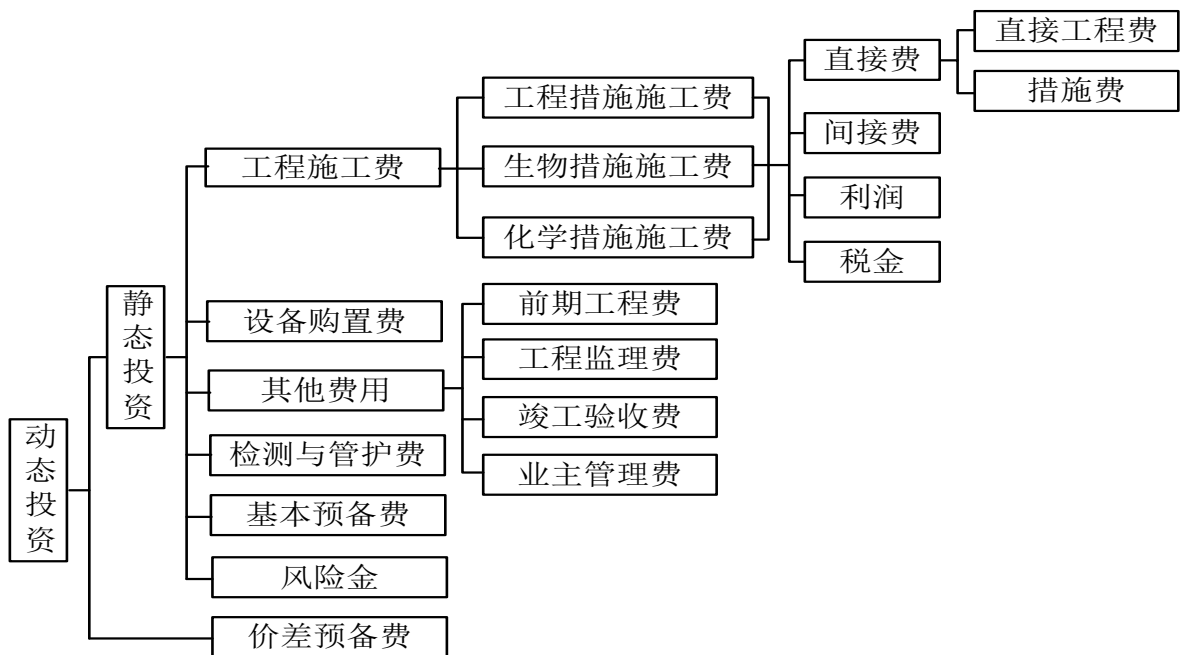 直接工程费
直接费
措施费
工程措施施工费
间接费
工程施工费
生物措施施工费
利润
化学措施施工费
税金
静态投资
前期工程费
设备购置费
工程监理费
其他费用
竣工验收费
动态投资
检测与管护费
业主管理费
基本预备费
风险金
价差预备费